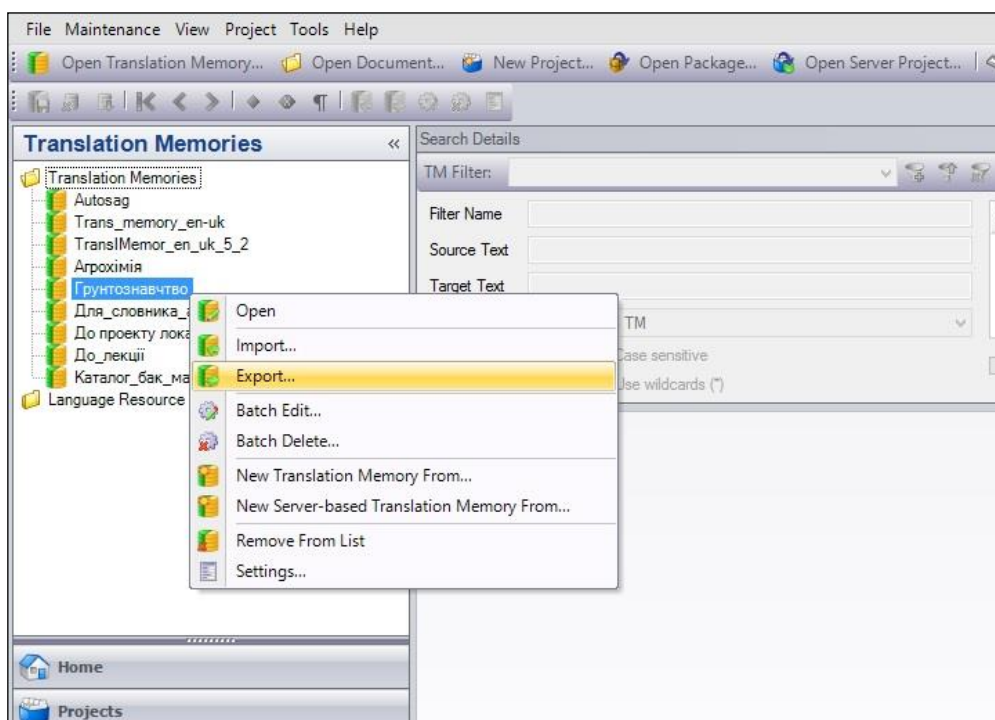 File Maintenance View Project Tools Help
Open Translation Memory... Open Document... New Project... Open Package... Open Server Project...
Translation Memories «
Search Details
Translation Memories
TM Filter:
Autosag
Trans_memory_en-uk
TranslMemor_en_uk_5_2
Агрохімія
Грунтознавчтво
Для_словника_
До проекту лока
До_лекції
Каталог_бак_ма
Language Resource
Filter Name
Source Text
Target Text
TM
Case sensitive
Use wildcards (*)
Open
Import...
Export...
Batch Edit...
Batch Delete...
New Translation Memory From...
New Server-based Translation Memory From...
Remove From List
Settings...
Home
Projects